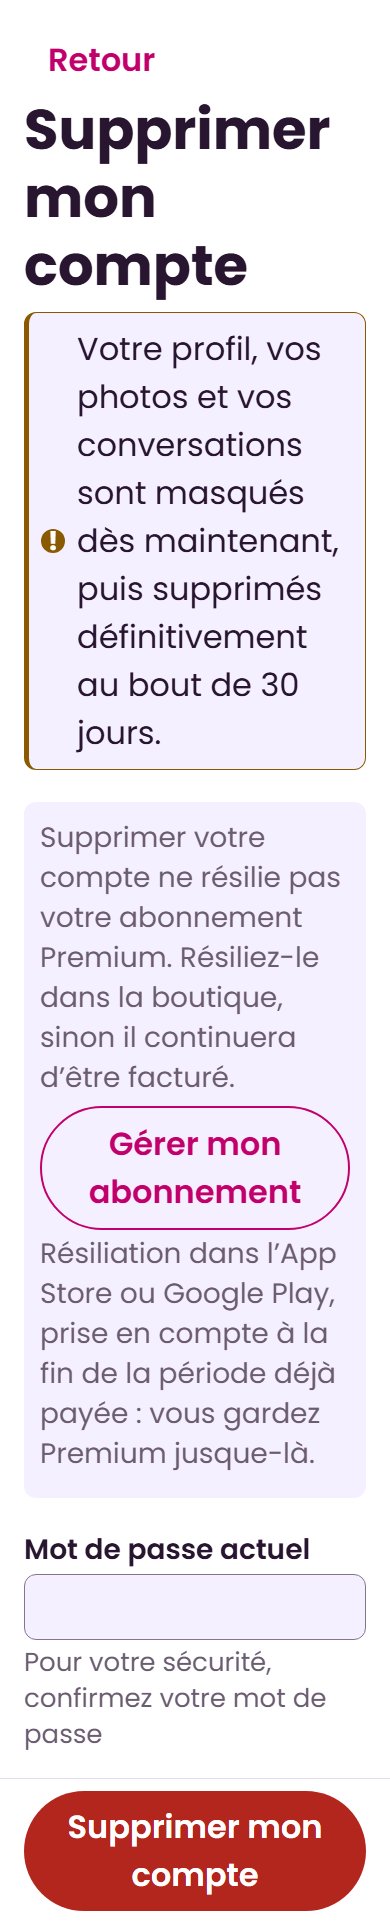 Retour
Supprimer
mon
compte
Votre profil, vos
photos et vos
conversations
sont masqués
dès maintenant,
puis supprimés
définitivement
au bout de 30
jours.
Supprimer votre
compte ne résilie pas
votre abonnement
Premium. Résiliez-le
dans la boutique,
sinon il continuera
d’être facturé.
Gérer mon
abonnement
Résiliation dans l’App
Store ou Google Play,
prise en compte à la
fin de la période déjà
payée : vous gardez
Premium jusque-là.
Mot de passe actuel
Pour votre sécurité,
confirmez votre mot de
passe
Supprimer mon
compte